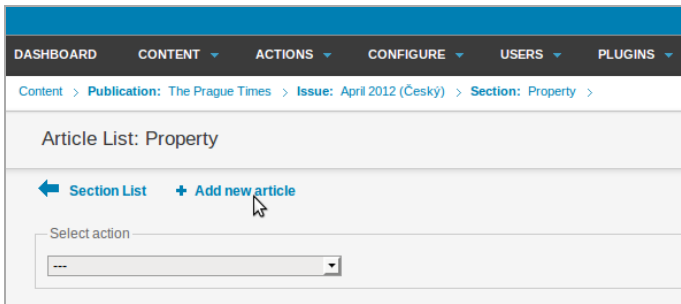 DASHBOARD CONTENT ACTIONS CONFIGURE USERS PLUGINS
Content > Publication: The Prague Times > Issue: April 2012 (Český) > Section: Property >
Article List: Property
Section List + Add new article
Select action
---